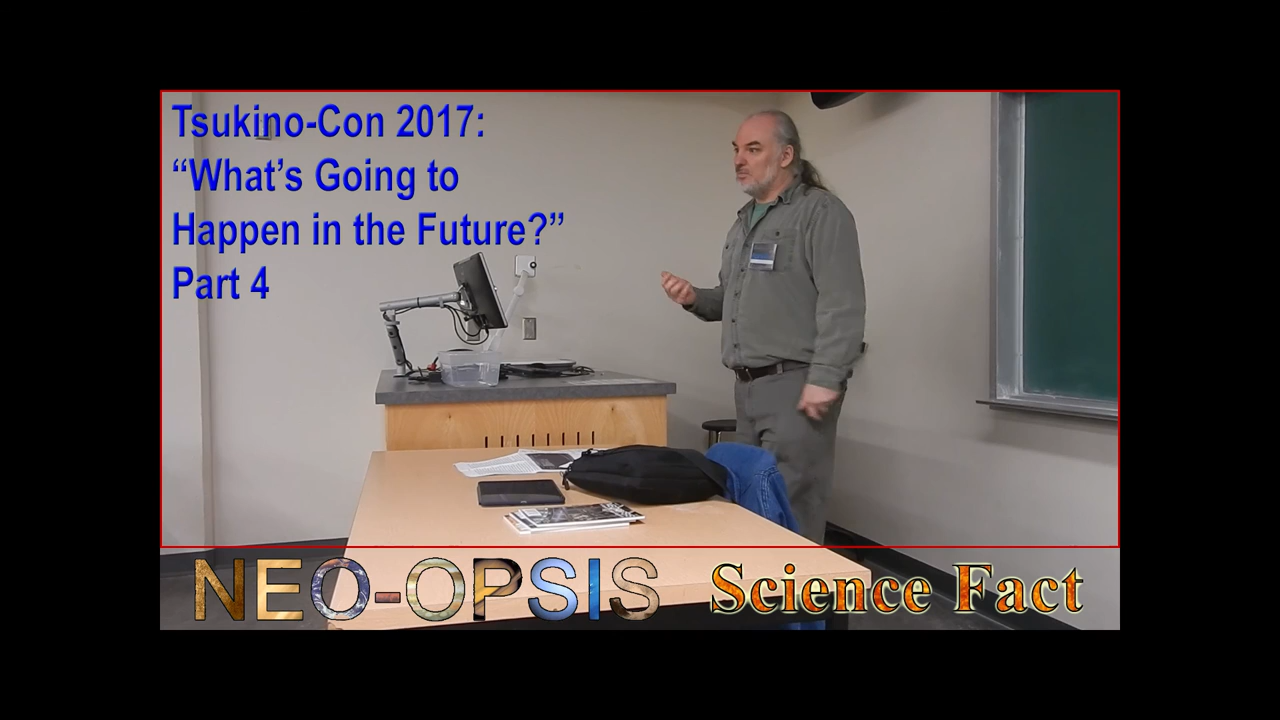 Tsukino-Con 2017:
“What’s Going to
Happen in the Future?”
Part 4
NEO-OPSIS Science Fact